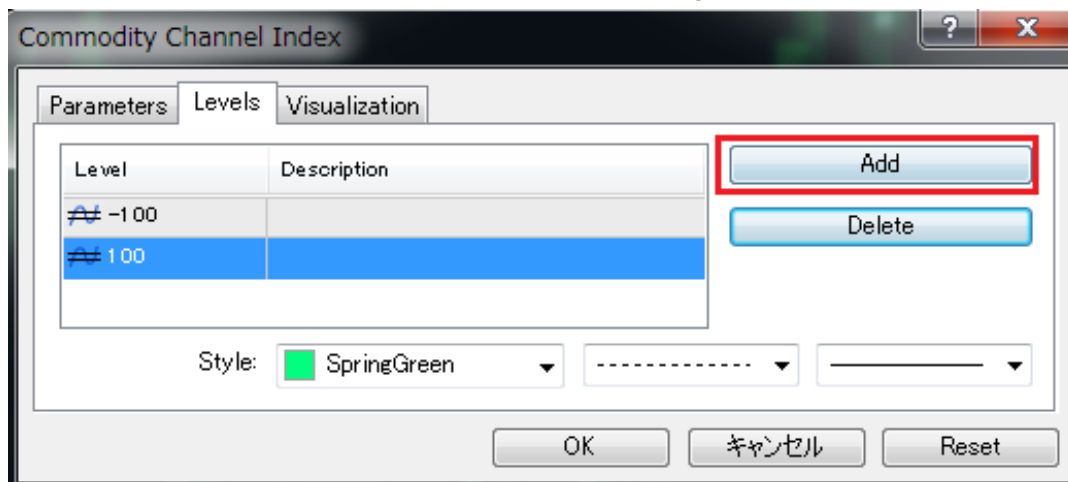 Commodity Channel Index
?
X
Parameters Levels Visualization
Level Description
Add
-100
Delete
100
Style: SpringGreen
OK キャンセル Reset